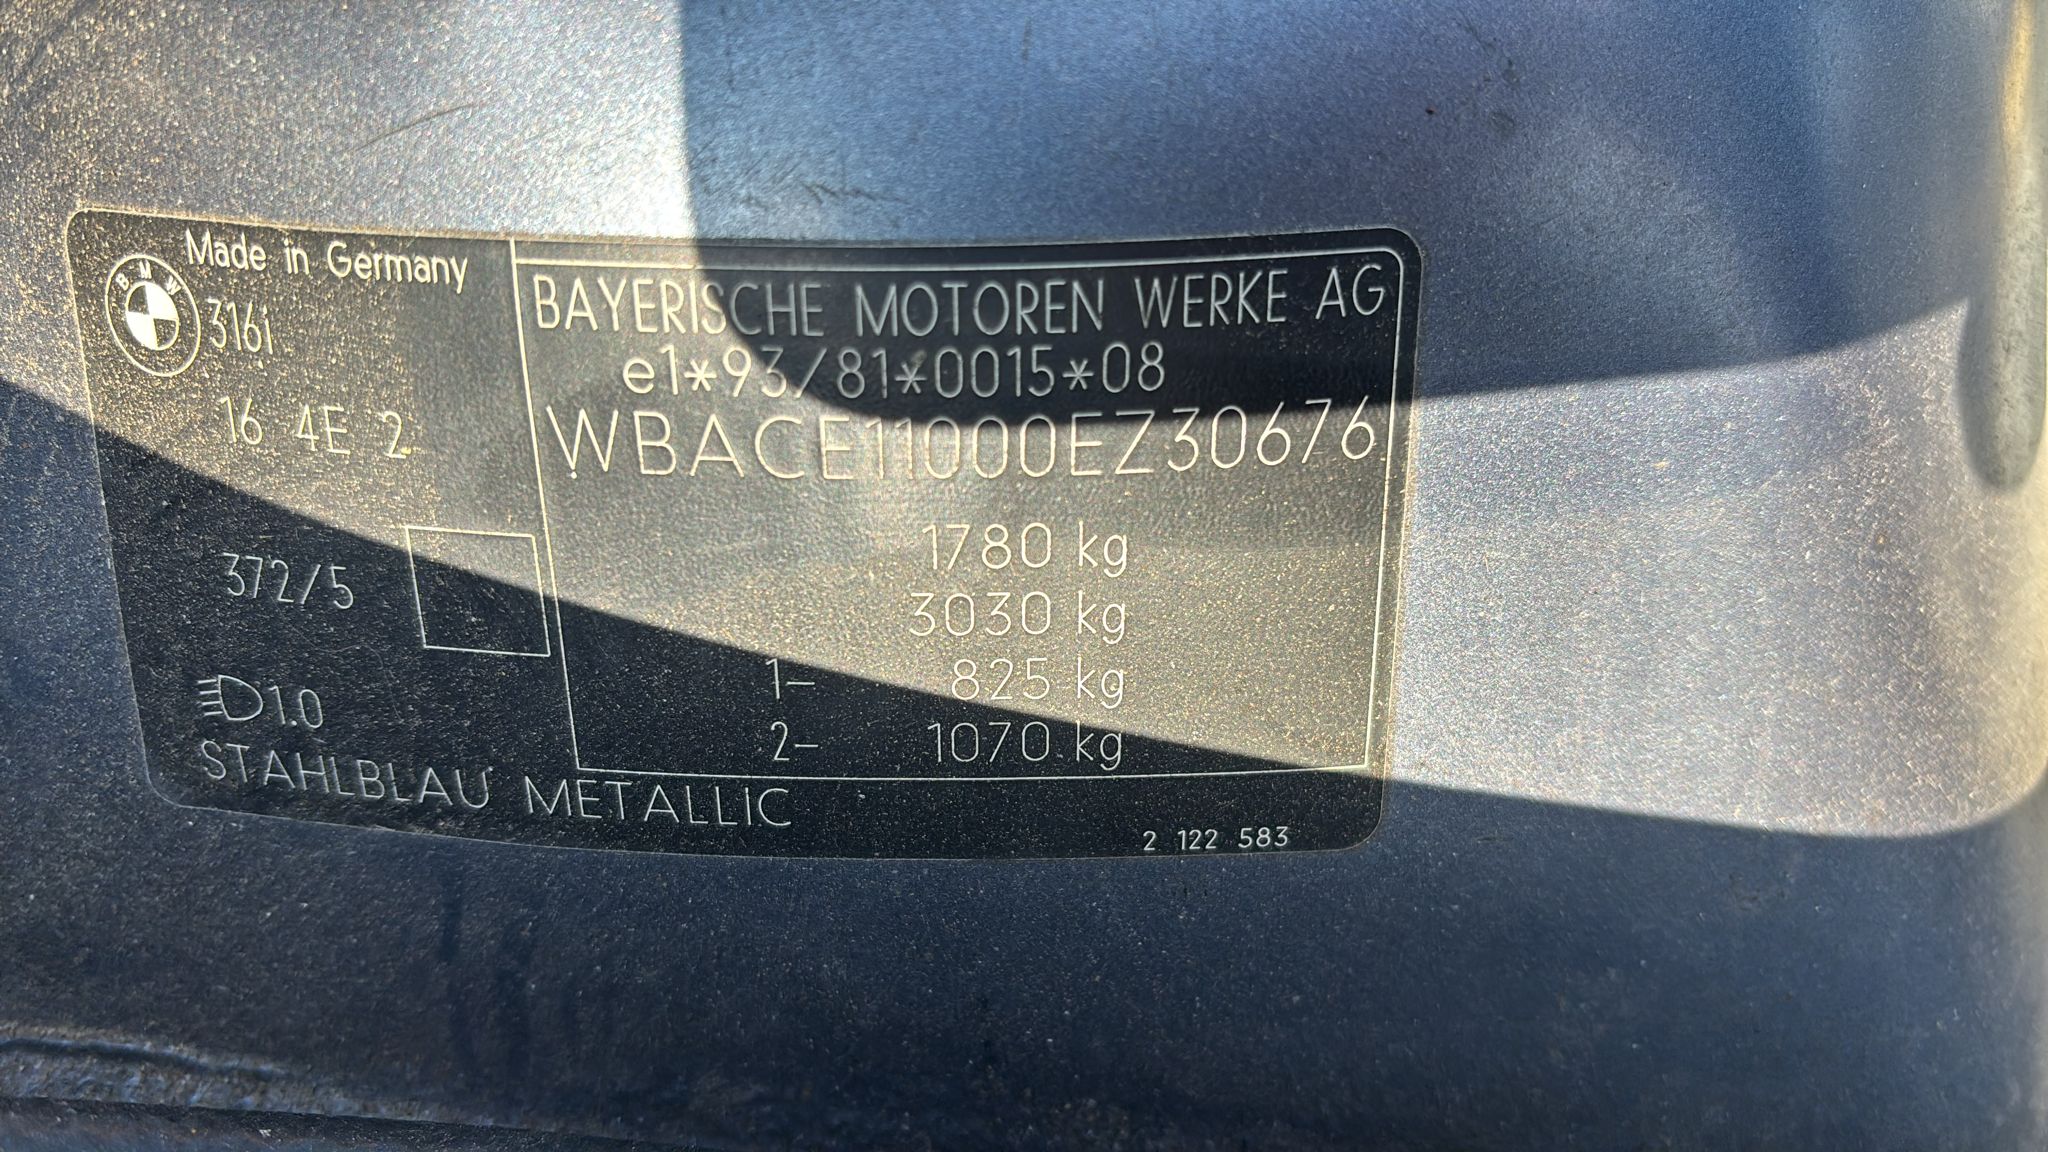 Made in Germany
BMW
316i
16 4E 2
372/5
1.0
STAHLBLAU METALLIC
BAYERISCHE MOTOREN WERKE AG
e1*93/81*0015*08
WBACE11000EZ30676
1780 kg
3030 kg
1- 825 kg
2- 1070 kg
2 122 583